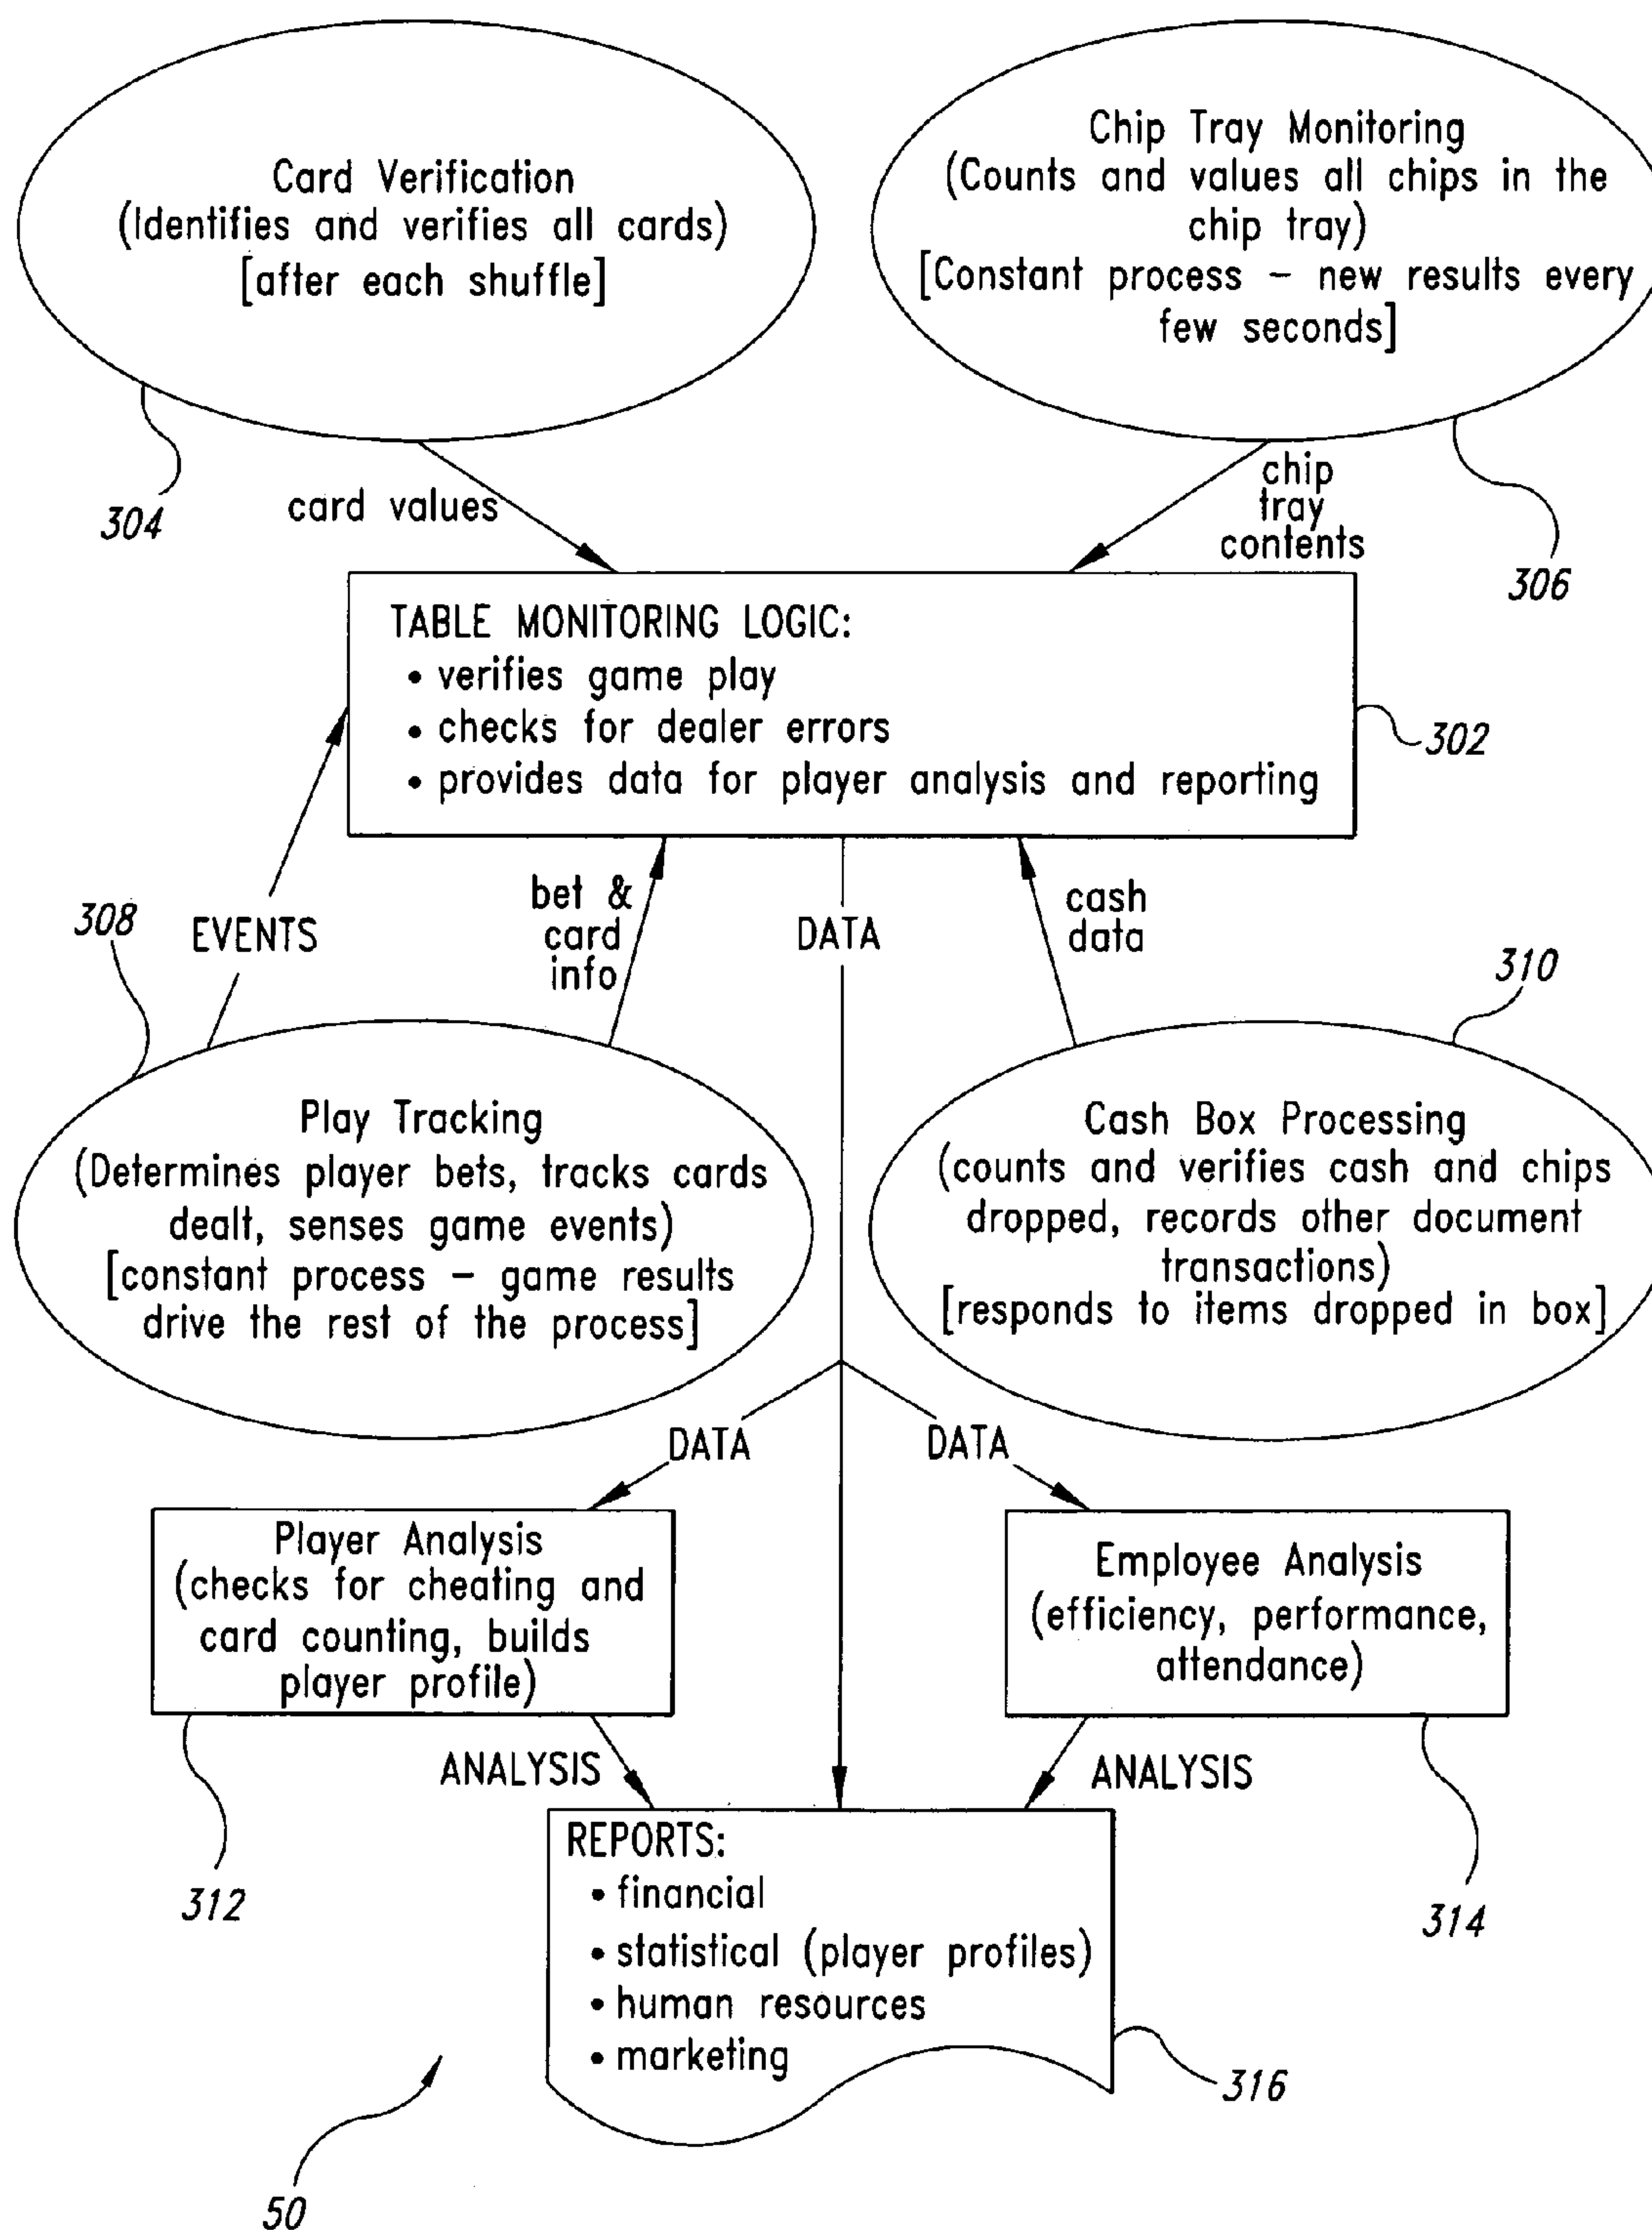 Card Verification
(Identifies and verifies all cards)
[after each shuffle]
Chip Tray Monitoring
(Counts and values all chips in the
chip tray)
[Constant process – new results every
few seconds]
304
card values
chip
tray
contents
306
TABLE MONITORING LOGIC:
• verifies game play
• checks for dealer errors
• provides data for player analysis and reporting
302
308
EVENTS
bet &
card
info
DATA
cash
data
310
Play Tracking
(Determines player bets, tracks cards
dealt, senses game events)
[constant process – game results
drive the rest of the process]
Cash Box Processing
(counts and verifies cash and chips
dropped, records other document
transactions)
[responds to items dropped in box]
DATA
DATA
Player Analysis
(checks for cheating and
card counting, builds
player profile)
Employee Analysis
(efficiency, performance,
attendance)
ANALYSIS
ANALYSIS
312
314
REPORTS:
• financial
• statistical (player profiles)
• human resources
• marketing
316
50